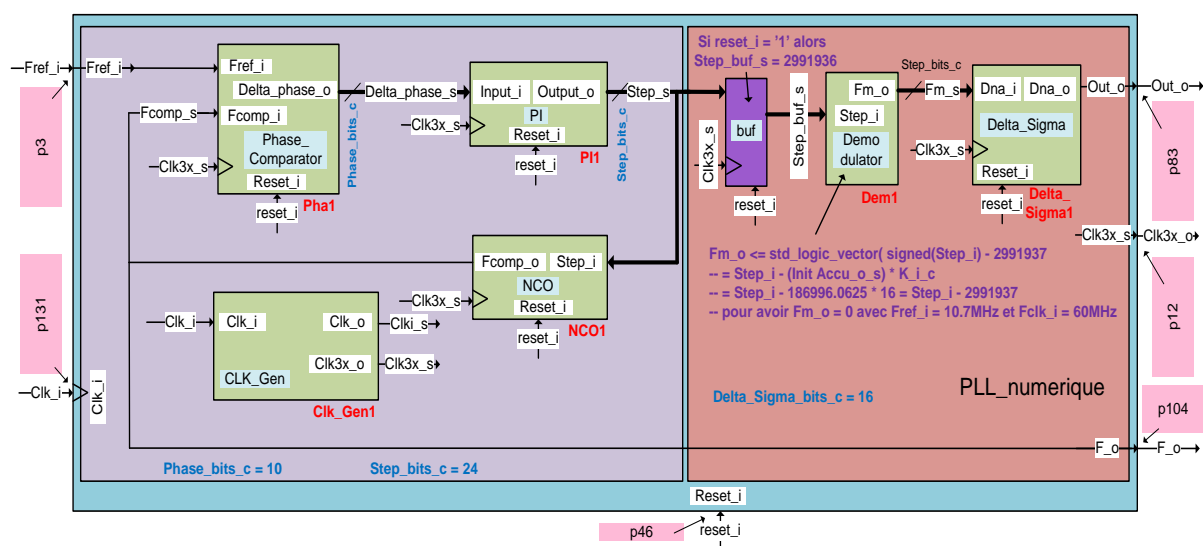 Fref_i
Fref_i
p3
Fref_i
Delta_phase_o
Fcomp_i
Phase_
Comparator
Reset_i
Pha1
Fcomp_s
Clk3x_s
reset_i
Delta_phase_s
Phase_bits_c
Input_i
Output_o
PI
Reset_i
PI1
Clk3x_s
reset_i
Step_s
Step_bits_c
Si reset_i = '1' alors
Step_buf_s = 2991936
buf
Clk3x_s
reset_i
Step_buf_s
Fm_o
Step_i
Demo
dulator
Dem1
Step_bits_c
Fm_s
Dna_i
Dna_o
Delta_Sigma
Reset_i
Delta_
Sigma1
Clk3x_s
reset_i
Out_o
Out_o
p83
Clk3x_s
Clk3x_o
p12
Fcomp_o
Step_i
NCO
Reset_i
NCO1
Clk3x_s
reset_i
Clk_i
Clk_i
Clk_o
Clk3x_o
CLK_Gen
Clk_Gen1
Clki_s
Clk3x_s
p131
Clk_i
Clk_i
Fm_o <= std_logic_vector( signed(Step_i) - 2991937
-- = Step_i - (Init Accu_o_s) * K_i_c
-- = Step_i - 186996.0625 * 16 = Step_i - 2991937
-- pour avoir Fm_o = 0 avec Fref_i = 10.7MHz et Fclk_i = 60MHz
PLL_numerique
Delta_Sigma_bits_c = 16
p104
F_o
F_o
Phase_bits_c = 10
Step_bits_c = 24
Reset_i
p46
reset_i